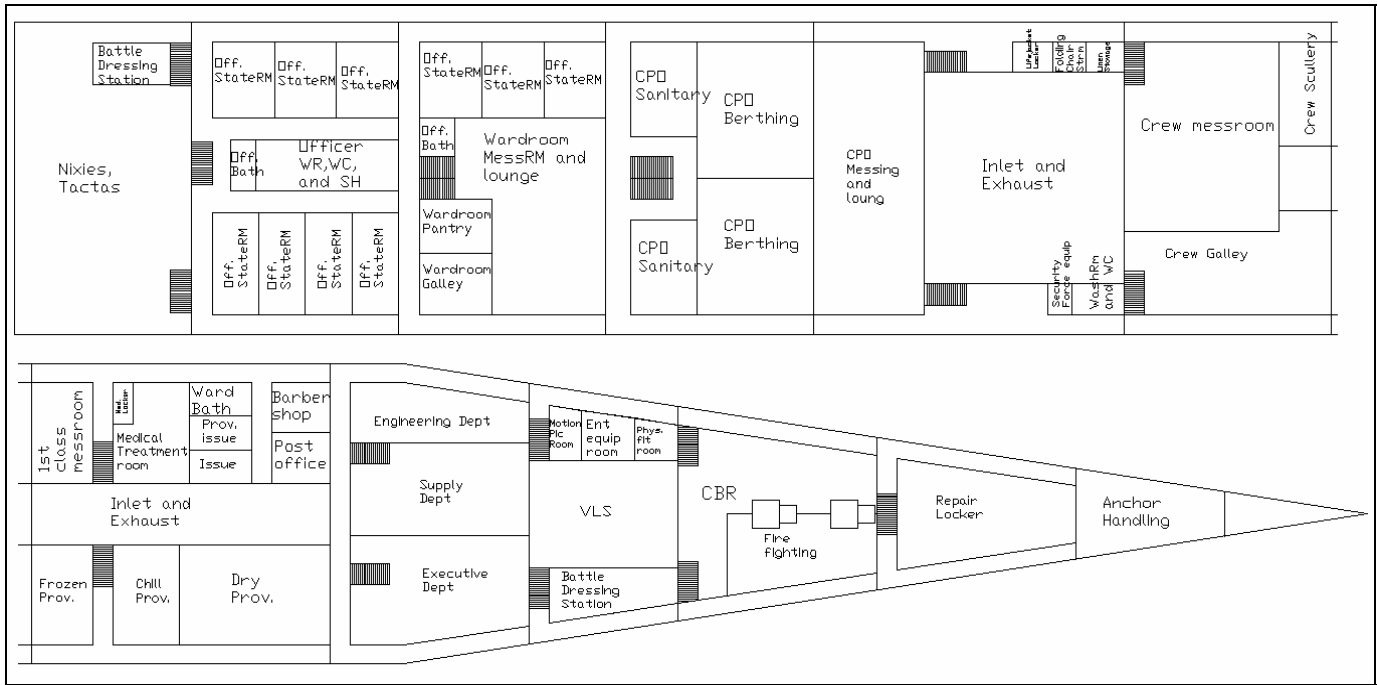 Battle
Dressing
Station
Nixies,
Tactas
Off.
StateRM
Off.
StateRM
Off.
StateRM
Off.
Bath
Officer
WR,WC,
and SH
Off.
StateRM
Off.
StateRM
Off.
StateRM
Off.
StateRM
Off.
StateRM
Off.
StateRM
Off.
StateRM
Off.
Bath
Wardroom
MessRM and
lounge
Wardroom
Pantry
Wardroom
Galley
CPO
Sanitary
CPO
Berthing
CPO
Sanitary
CPO
Berthing
CPO
Messing
and
loung
Inlet and
Exhaust
Life jacket
Locker
Folding
Chair
Strm
Linen
Storage
Security
Force equip
WashRm
and WC
Crew messroom
Crew Scullery
Crew Galley
1st
class
messroom
Med. Locker
Medical
Treatment
room
Ward
Bath
Prov.
issue
Issue
Barber
shop
Post
office
Inlet and
Exhaust
Frozen
Prov.
Chill
Prov.
Dry
Prov.
Engineering Dept
Supply
Dept
Executive
Dept
Motion
Pic
Room
Ent
equip
room
Phys.
fit
room
VLS
Battle
Dressing
Station
CBR
Fire
fighting
Repair
Locker
Anchor
Handling